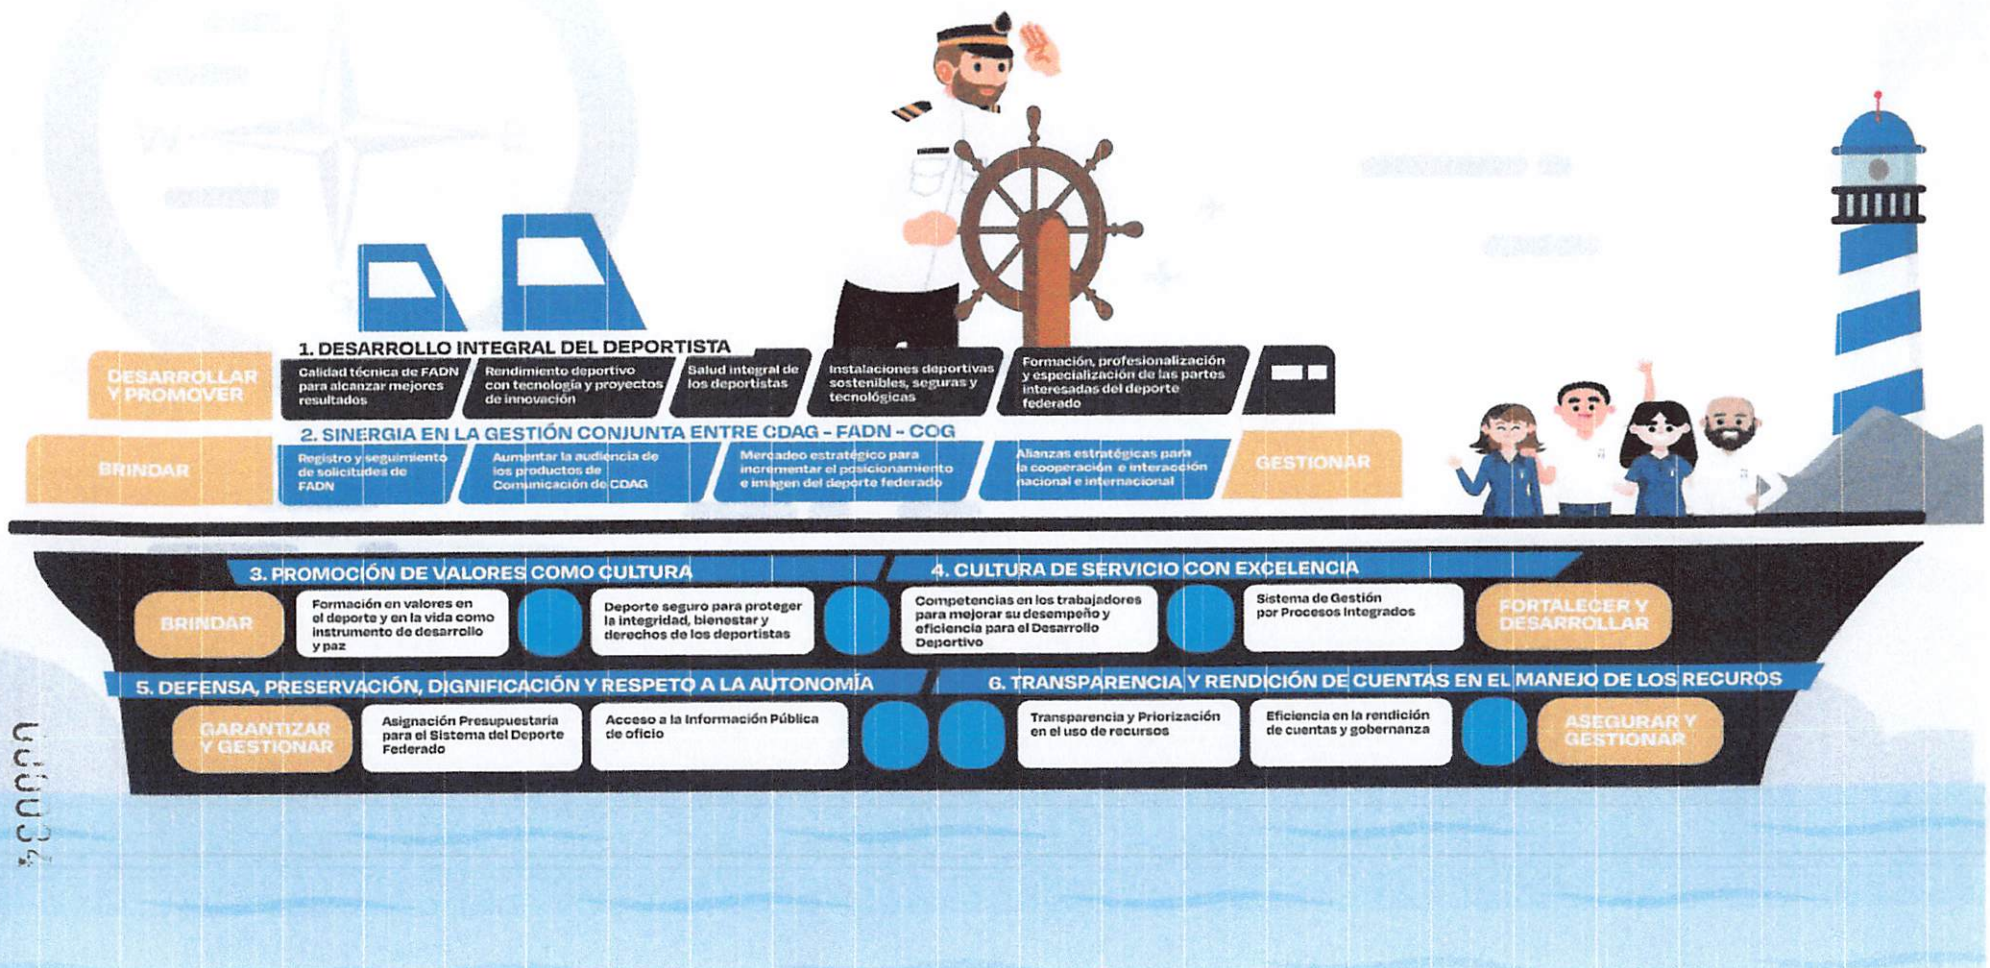 1. DESARROLLO INTEGRAL DEL DEPORTISTA
DESARROLLAR
Y PROMOVER
Calidad técnica de FADN
para alcanzar mejores
resultados
Rendimiento deportivo
con tecnología y proyectos
de innovación
Salud integral de
los deportistas
Instalaciones deportivas
sostenibles, seguras y
tecnológicas
Formación, profesionalización
y especialización de las partes
interesadas del deporte
federado
2. SINERGIA EN LA GESTIÓN CONJUNTA ENTRE CDAG - FADN - COG
BRINDAR
Registro y seguimiento
de solicitudes de
FADN
Aumentar la audiencia de
los productos de
Comunicación de CDAG
Mercadeo estratégico para
incrementar el posicionamiento
e imagen del deporte federado
Alianzas estratégicas para
la cooperación e interacción
nacional e internacional
GESTIONAR
3. PROMOCIÓN DE VALORES COMO CULTURA
BRINDAR
Formación en valores en
el deporte y en la vida como
instrumento de desarrollo
y paz
Deporte seguro para proteger
la integridad, bienestar y
derechos de los deportistas
4. CULTURA DE SERVICIO CON EXCELENCIA
Competencias en los trabajadores
para mejorar su desempeño y
eficiencia para el Desarrollo
Deportivo
Sistema de Gestión
por Procesos Integrados
FORTALECER Y
DESARROLLAR
5. DEFENSA, PRESERVACIÓN, DIGNIFICACIÓN Y RESPETO A LA AUTONOMÍA
GARANTIZAR
Y GESTIONAR
Asignación Presupuestaria
para el Sistema del Deporte
Federado
Acceso a la Información Pública
de oficio
6. TRANSPARENCIA Y RENDICIÓN DE CUENTAS EN EL MANEJO DE LOS RECUROS
Transparencia y Priorización
en el uso de recursos
Eficiencia en la rendición
de cuentas y gobernanza
ASEGURAR Y
GESTIONAR
000034